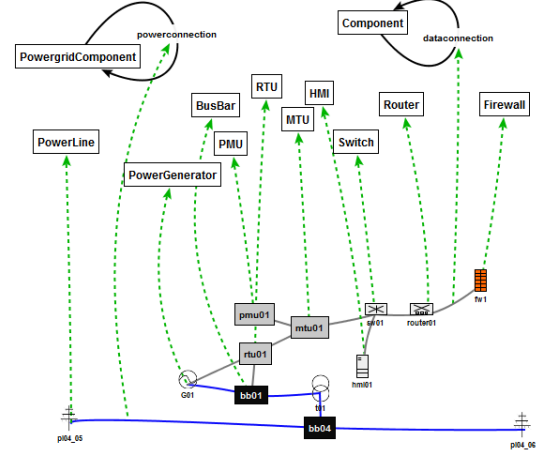 Component
powerconnection
dataconnection
PowergridComponent
RTU
HMI
BusBar
MTU
Router
Firewall
PowerLine
PMU
Switch
PowerGenerator
fw1
pmu01
mtu01
sw01
router01
rtu01
hmi01
G01
bb01
t01
bb04
pl04_05
pl04_06